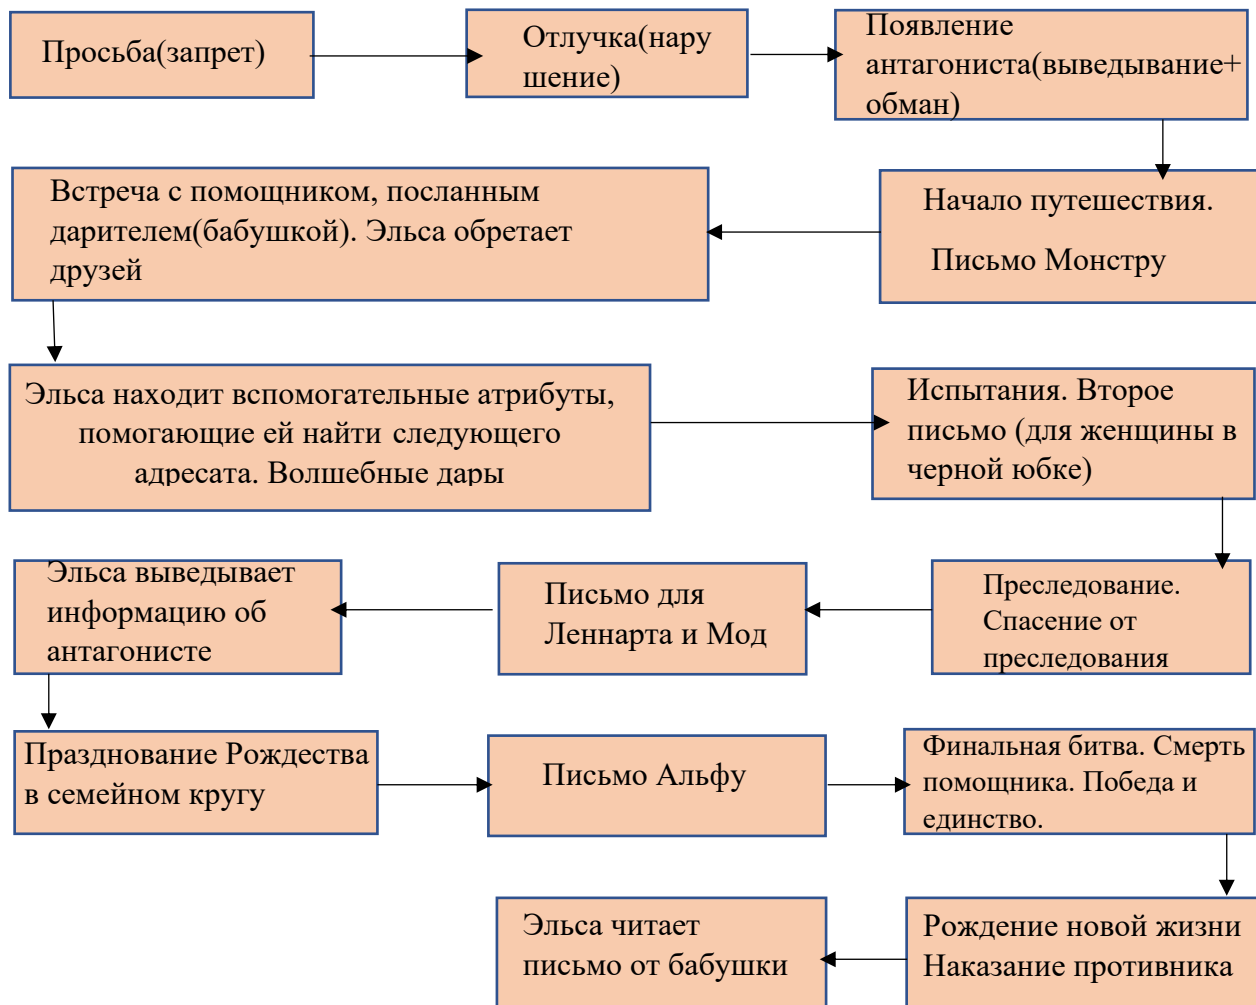 Просьба(запрет)
Отлучка(нару
шение)
Появление
антагониста(выведывание+
обман)
Начало путешествия.
Письмо Монстру
Встреча с помощником, посланным
дарителем(бабушкой). Эльса обретает
друзей
Эльса находит вспомогательные атрибуты,
помогающие ей найти следующего
адресата. Волшебные дары
Испытания. Второе
письмо (для женщины в
черной юбке)
Преследование.
Спасение от
преследования
Письмо для
Леннарта и Мод
Эльса выведывает
информацию об
антагонисте
Празднование Рождества
в семейном кругу
Письмо Альфу
Финальная битва. Смерть
помощника. Победа и
единство.
Рождение новой жизни
Наказание противника
Эльса читает
письмо от бабушки